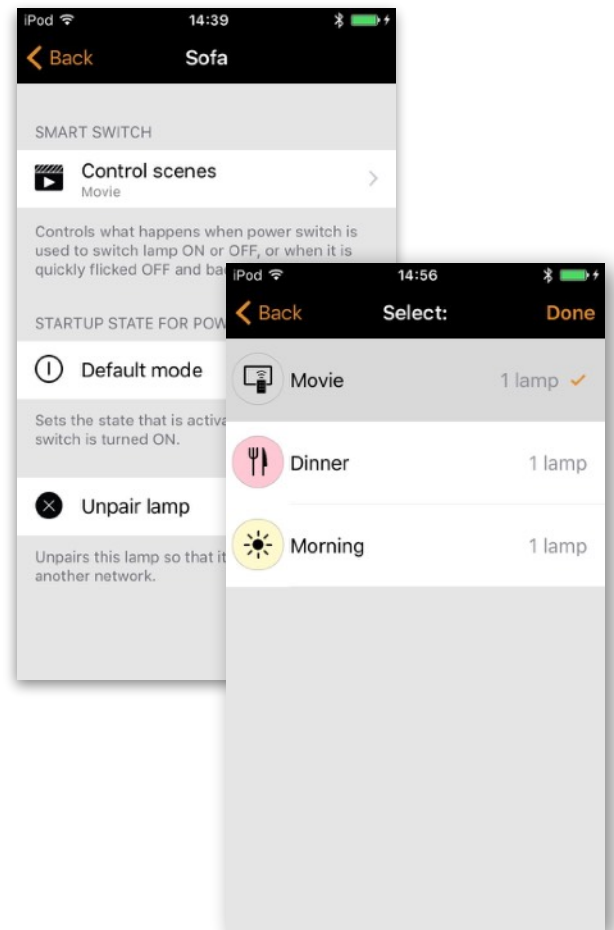 iPod 14:39
Back Sofa
SMART SWITCH
Control scenes
Movie
Controls what happens when power switch is
used to switch lamp ON or OFF, or when it is
quickly flicked OFF and
STARTUP STATE FOR
Default mode
Sets the state that is
switch is turned ON.
Unpair lamp
Unpairs this lamp so that it
another network.
iPod 14:56
Back Select: Done
Movie 1 lamp
Dinner 1 lamp
Morning 1 lamp